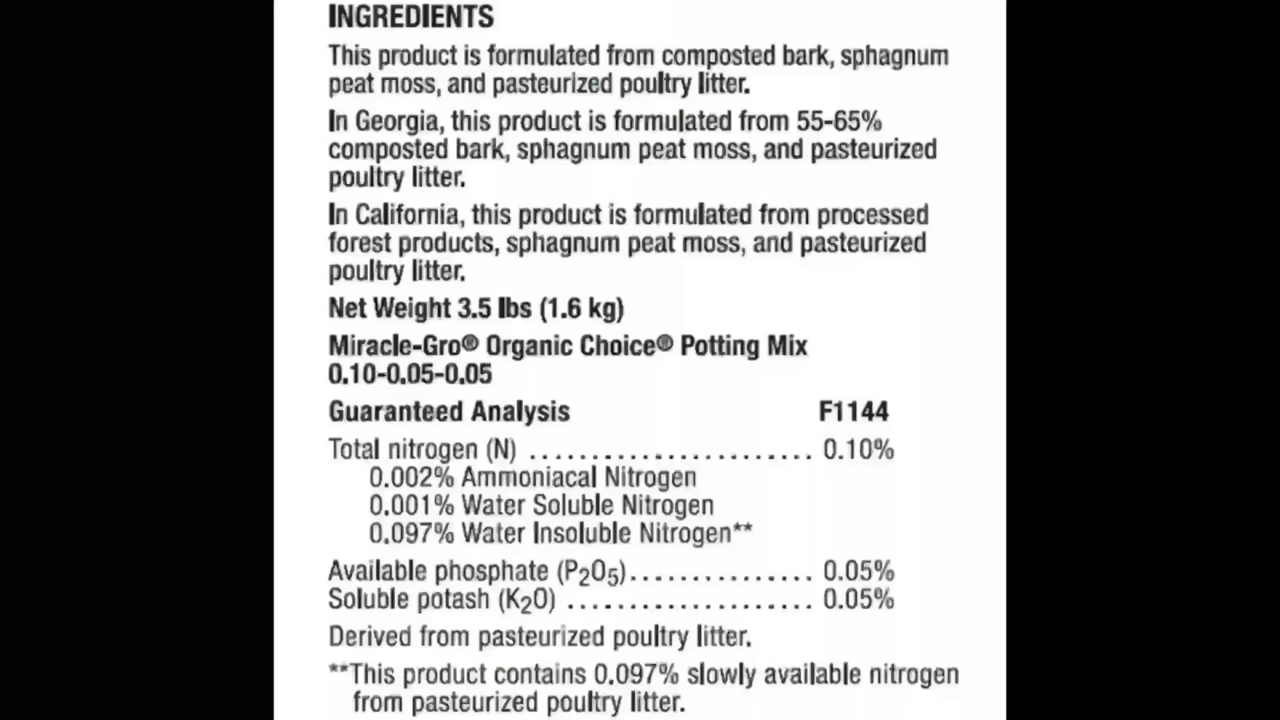 INGREDIENTS
This product is formulated from composted bark, sphagnum
peat moss, and pasteurized poultry litter.
In Georgia, this product is formulated from 55-65%
composted bark, sphagnum peat moss, and pasteurized
poultry litter.
In California, this product is formulated from processed
forest products, sphagnum peat moss, and pasteurized
poultry litter.
Net Weight 3.5 lbs (1.6 kg)
Miracle-Gro® Organic Choice® Potting Mix
0.10-0.05-0.05
Guaranteed Analysis F1144
Total nitrogen (N) ........................ 0.10%
0.002% Ammoniacal Nitrogen
0.001% Water Soluble Nitrogen
0.097% Water Insoluble Nitrogen**
Available phosphate (P₂O₅)............... 0.05%
Soluble potash (K₂O) ..................... 0.05%
Derived from pasteurized poultry litter.
**This product contains 0.097% slowly available nitrogen
from pasteurized poultry litter.